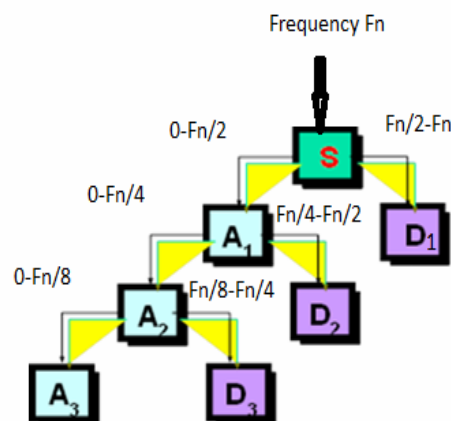 Frequency Fn
0-Fn/2
Fn/2-Fn
S
0-Fn/4
Fn/4-Fn/2
A1
D1
0-Fn/8
Fn/8-Fn/4
A2
D2
A3
D3